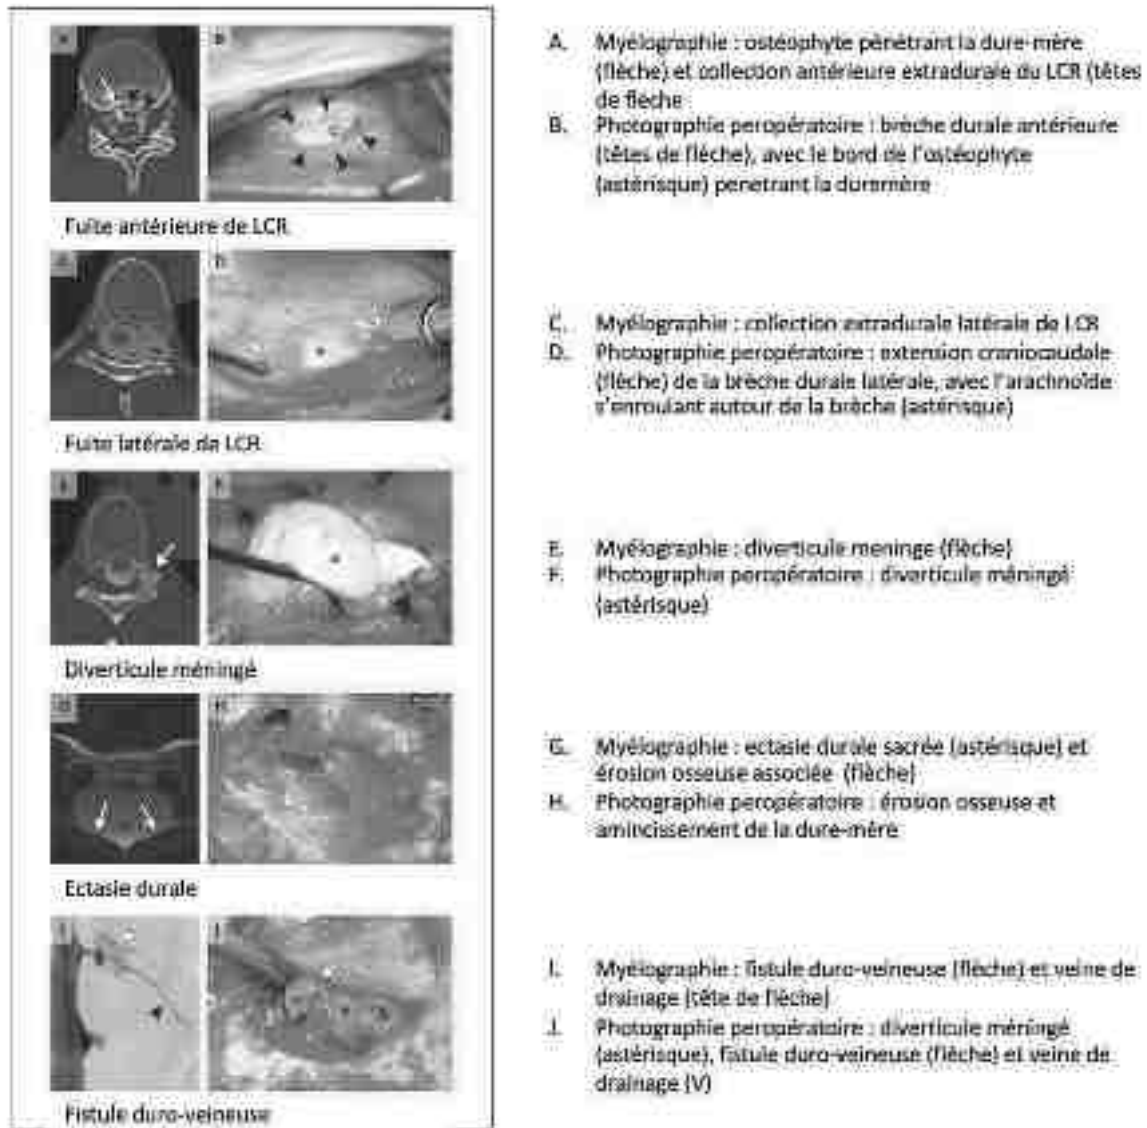 Fuite antérieure de LCR
Fuite latérale de LCR
Diverticule méningé
Ectasie durale
Fistule duro-veineuse
A. Myélographie : ostéophyte pénétrant la dure-mère
(flèche) et collection antérieure extradurale du LCR (têtes
de flèche
B. Photographie peropératoire : brèche durale antérieure
(têtes de flèche), avec le bord de l'ostéophyte
(astérisque) penetrant la duremère
C. Myélographie : collection extradurale latérale de LCR
D. Photographie peropératoire : extension craniocaudale
(flèche) de la brèche durale latérale, avec l'arachnoïde
s'enroulant autour de la brèche (astérisque)
E. Myélographie : diverticule meninge (flèche)
F. Photographie peropératoire : diverticule méningé
(astérisque)
G. Myélographie : ectasie durale sacrée (astérisque) et
érosion osseuse associée (flèche)
H. Photographie peropératoire : érosion osseuse et
amincissement de la dure-mère
I. Myélographie : fistule duro-veineuse (flèche) et veine de
drainage (tête de flèche)
J. Photographie peropératoire : diverticule méningé
(astérisque), fistule duro-veineuse (flèche) et veine de
drainage (V)